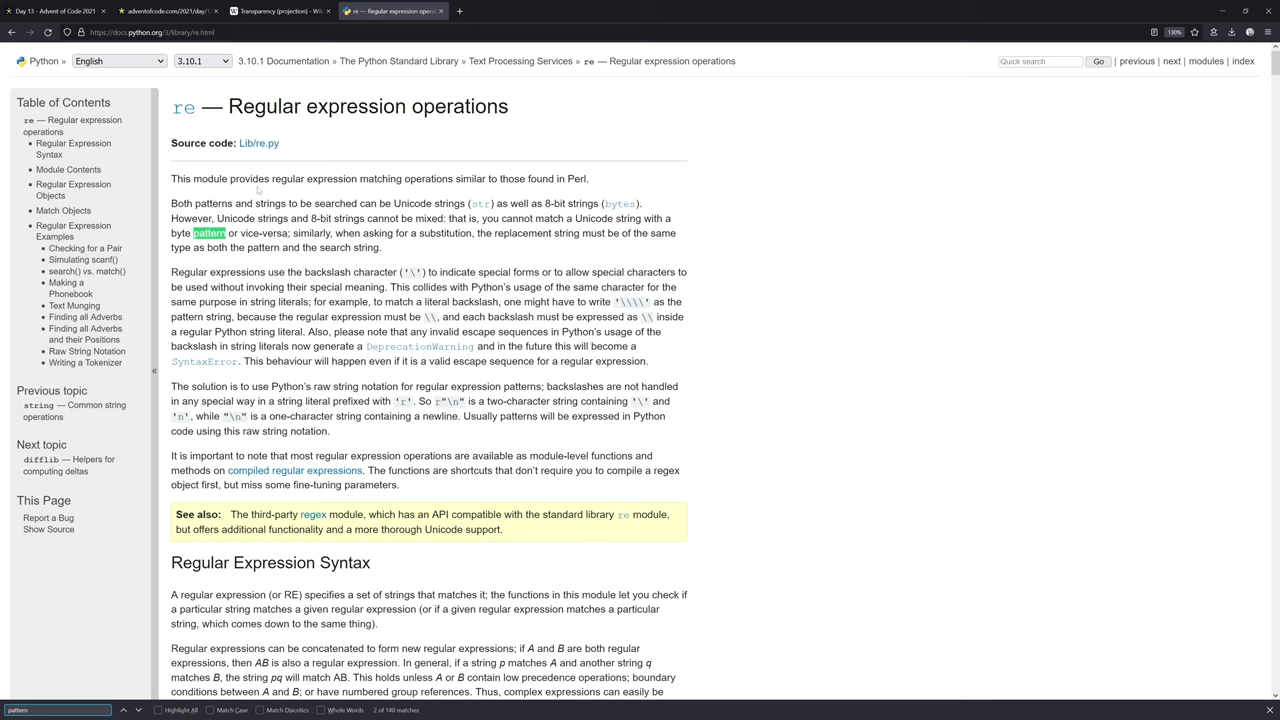 Day 13 - Advent of Code 2021
adventofcode.com/2021/day/1
Transparency (projection) - Wi
re — Regular expression operat
https://docs.python.org/3/library/re.html
130%
Python »
English
3.10.1
3.10.1 Documentation » The Python Standard Library » Text Processing Services » re — Regular expression operations
Quick search
Go
| previous | next | modules | index
Table of Contents
re — Regular expression
operations
Regular Expression
Syntax
Module Contents
Regular Expression
Objects
Match Objects
Regular Expression
Examples
Checking for a Pair
Simulating scanf()
search() vs. match()
Making a
Phonebook
Text Munging
Finding all Adverbs
Finding all Adverbs
and their Positions
Raw String Notation
Writing a Tokenizer
Previous topic
string — Common string
operations
Next topic
difflib — Helpers for
computing deltas
This Page
Report a Bug
Show Source
«
re — Regular expression operations
Source code: Lib/re.py
This module provides regular expression matching operations similar to those found in Perl.
Both patterns and strings to be searched can be Unicode strings (str) as well as 8-bit strings (bytes).
However, Unicode strings and 8-bit strings cannot be mixed: that is, you cannot match a Unicode string with a
byte pattern or vice-versa; similarly, when asking for a substitution, the replacement string must be of the same
type as both the pattern and the search string.
Regular expressions use the backslash character ('\') to indicate special forms or to allow special characters to
be used without invoking their special meaning. This collides with Python’s usage of the same character for the
same purpose in string literals; for example, to match a literal backslash, one might have to write '\\\\' as the
pattern string, because the regular expression must be \\, and each backslash must be expressed as \\ inside
a regular Python string literal. Also, please note that any invalid escape sequences in Python’s usage of the
backslash in string literals now generate a DeprecationWarning and in the future this will become a
SyntaxError. This behaviour will happen even if it is a valid escape sequence for a regular expression.
The solution is to use Python’s raw string notation for regular expression patterns; backslashes are not handled
in any special way in a string literal prefixed with 'r'. So r"\n" is a two-character string containing '\' and
'n', while "\n" is a one-character string containing a newline. Usually patterns will be expressed in Python
code using this raw string notation.
It is important to note that most regular expression operations are available as module-level functions and
methods on compiled regular expressions. The functions are shortcuts that don’t require you to compile a regex
object first, but miss some fine-tuning parameters.
See also: The third-party regex module, which has an API compatible with the standard library re module,
but offers additional functionality and a more thorough Unicode support.
Regular Expression Syntax
A regular expression (or RE) specifies a set of strings that matches it; the functions in this module let you check if
a particular string matches a given regular expression (or if a given regular expression matches a particular
string, which comes down to the same thing).
Regular expressions can be concatenated to form new regular expressions; if A and B are both regular
expressions, then AB is also a regular expression. In general, if a string p matches A and another string q
matches B, the string pq will match AB. This holds unless A or B contain low precedence operations; boundary
conditions between A and B; or have numbered group references. Thus, complex expressions can easily be
pattern
Highlight All
Match Case
Match Diacritics
Whole Words
2 of 140 matches